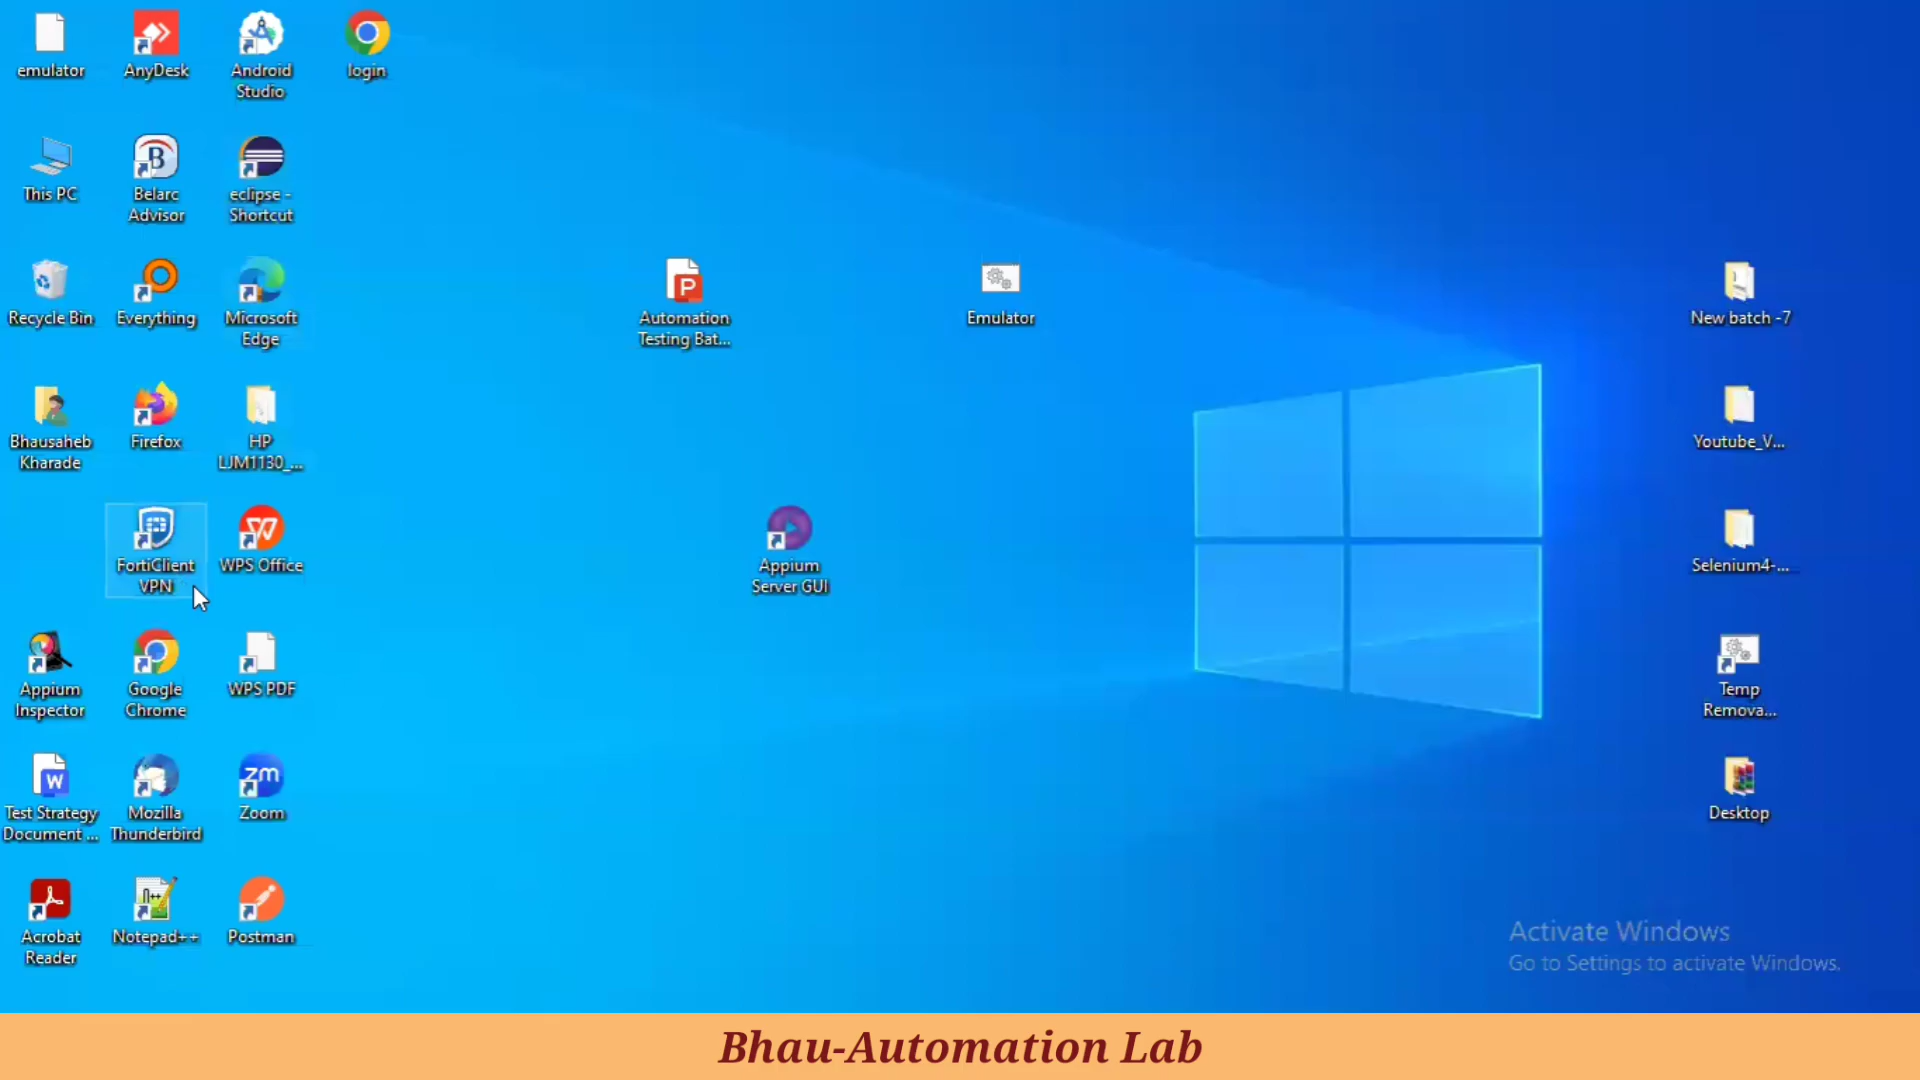 emulator
AnyDesk
Android
Studio
login
This PC
Belarc
Advisor
eclipse -
Shortcut
Recycle Bin
Everything
Microsoft
Edge
Automation
Testing Bat...
Emulator
New batch -7
Bhausaheb
Kharade
Firefox
HP
LJM1130_...
Youtube_V...
FortiClient
VPN
WPS Office
Appium
Server GUI
Selenium4-...
Appium
Inspector
Google
Chrome
WPS PDF
Temp
Remova...
Test Strategy
Document ...
Mozilla
Thunderbird
Zoom
Desktop
Acrobat
Reader
Notepad++
Postman
Activate Windows
Go to Settings to activate Windows.
Bhau-Automation Lab